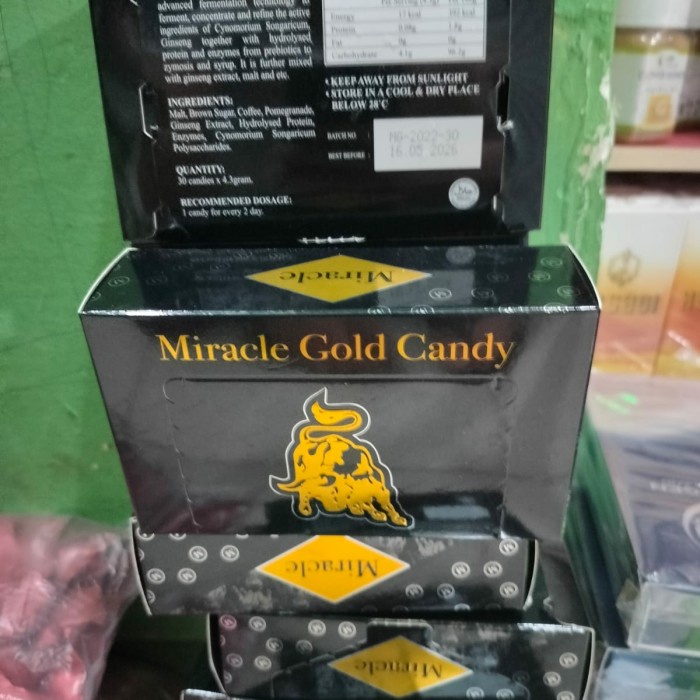 advanced fermentation technology to
ferment, concentrate and refine the active
ingredients of Cynomorium Songaricum,
Ginseng together with hydrolysed
protein and enzymes from prebiotics to
zymosis and syrup. It is further mixed
with ginseng extract, malt and etc.
INGREDIENTS:
Malt, Brown Sugar, Coffee, Pomegranate,
Ginseng Extract, Hydrolysed Protein,
Enzymes, Cynomorium Songaricum
Polysaccharides.
QUANTITY:
30 candies x 4.3gram.
RECOMMENDED DOSAGE:
1 candy for every 2 day.
Energy
Protein
Fat
Carbohydrate
• KEEP AWAY FROM SUNLIGHT
• STORE IN A COOL & DRY PLACE
BELOW 28°C
BATCH NO. : MG-2022-30
BEST BEFORE : 16 05 2026
Miracle
Miracle Gold Candy
Miracle
Miracle